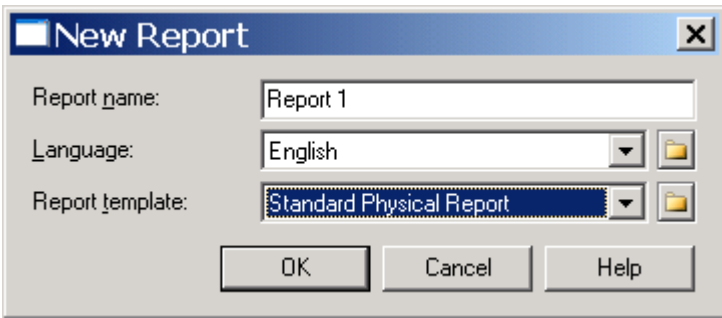 New Report
Report name: Report 1
Language: English
Report template: Standard Physical Report
OK Cancel Help